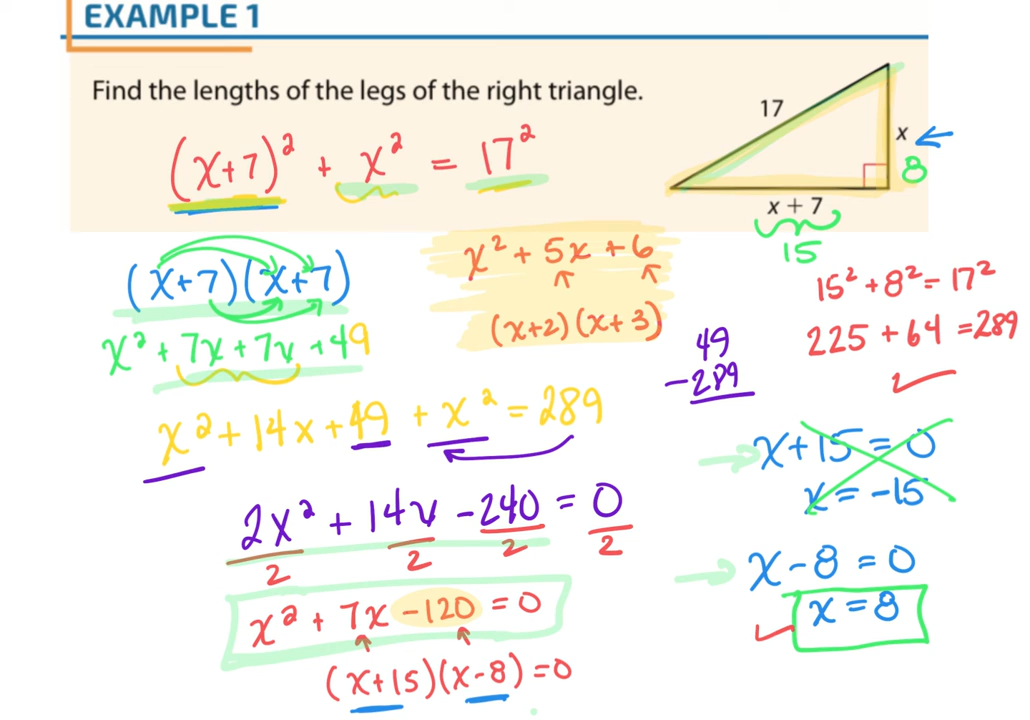 EXAMPLE 1
Find the lengths of the legs of the right triangle.
17
x
8
x + 7
15
(x+7)² + x² = 17²
(x+7)(x+7)
x² + 7x + 7x + 49
x² + 5x + 6
(x+2)(x+3)
15² + 8² = 17²
225 + 64 = 289
49
-289
x² + 14x + 49 + x² = 289
2x² + 14x - 240 = 0
2 2 2 2
x² + 7x - 120 = 0
(x+15)(x-8) = 0
x+15 = 0
x = -15
x - 8 = 0
x = 8